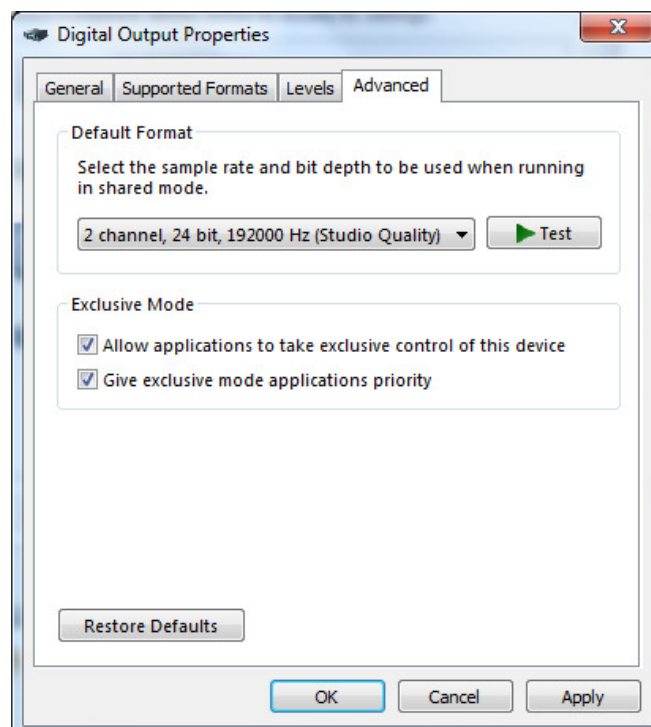 Digital Output Properties
General Supported Formats Levels Advanced
Default Format
Select the sample rate and bit depth to be used when running
in shared mode.
2 channel, 24 bit, 192000 Hz (Studio Quality) Test
Exclusive Mode
Allow applications to take exclusive control of this device
Give exclusive mode applications priority
Restore Defaults
OK Cancel Apply